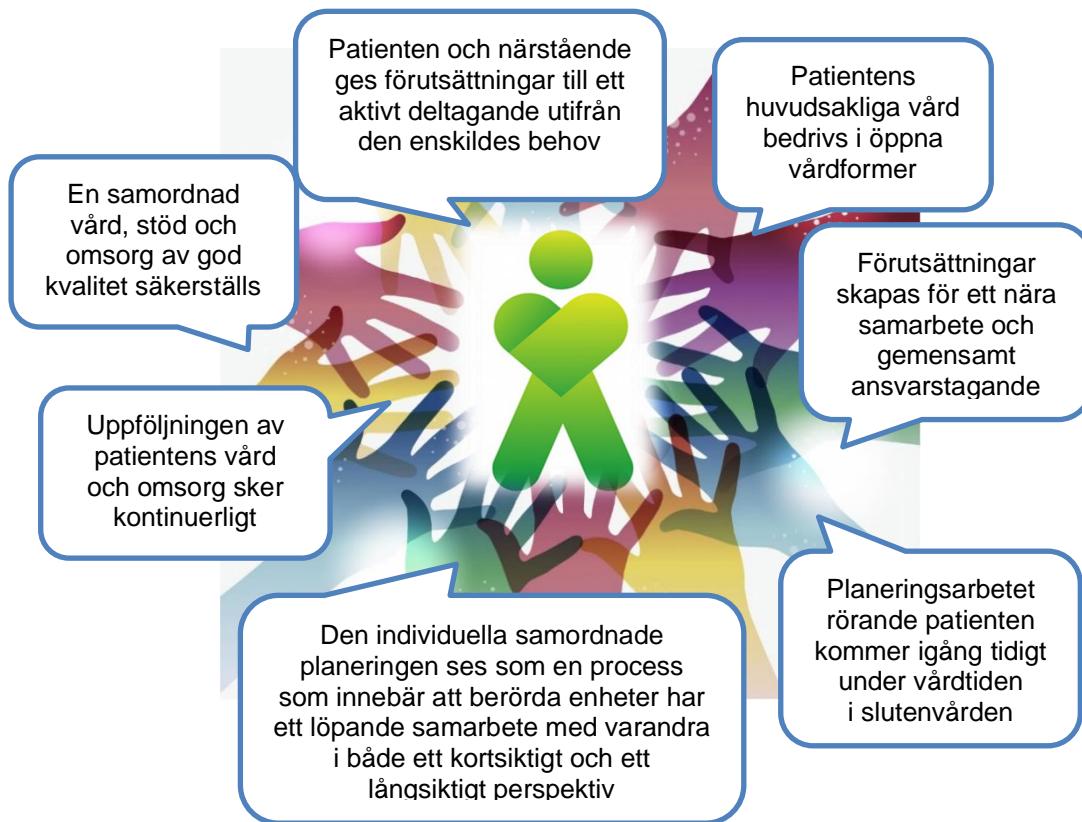 Patienten och närstående
ges förutsättningar till ett
aktivt deltagande utifrån
den enskildes behov
Patientens
huvudsakliga vård
bedrivs i öppna
vårdformer
En samordnad
vård, stöd och
omsorg av god
kvalitet säkerställs
Förutsättningar
skapas för ett nära
samarbete och
gemensamt
ansvarstagande
Uppföljningen av
patientens vård
och omsorg sker
kontinuerligt
Planeringsarbetet
rörande patienten
kommer igång tidigt
under vårdtiden
i slutenvården
Den individuella samordnade
planeringen ses som en process
som innebär att berörda enheter har
ett löpande samarbete med varandra
i både ett kortsiktigt och ett
långsiktigt perspektiv